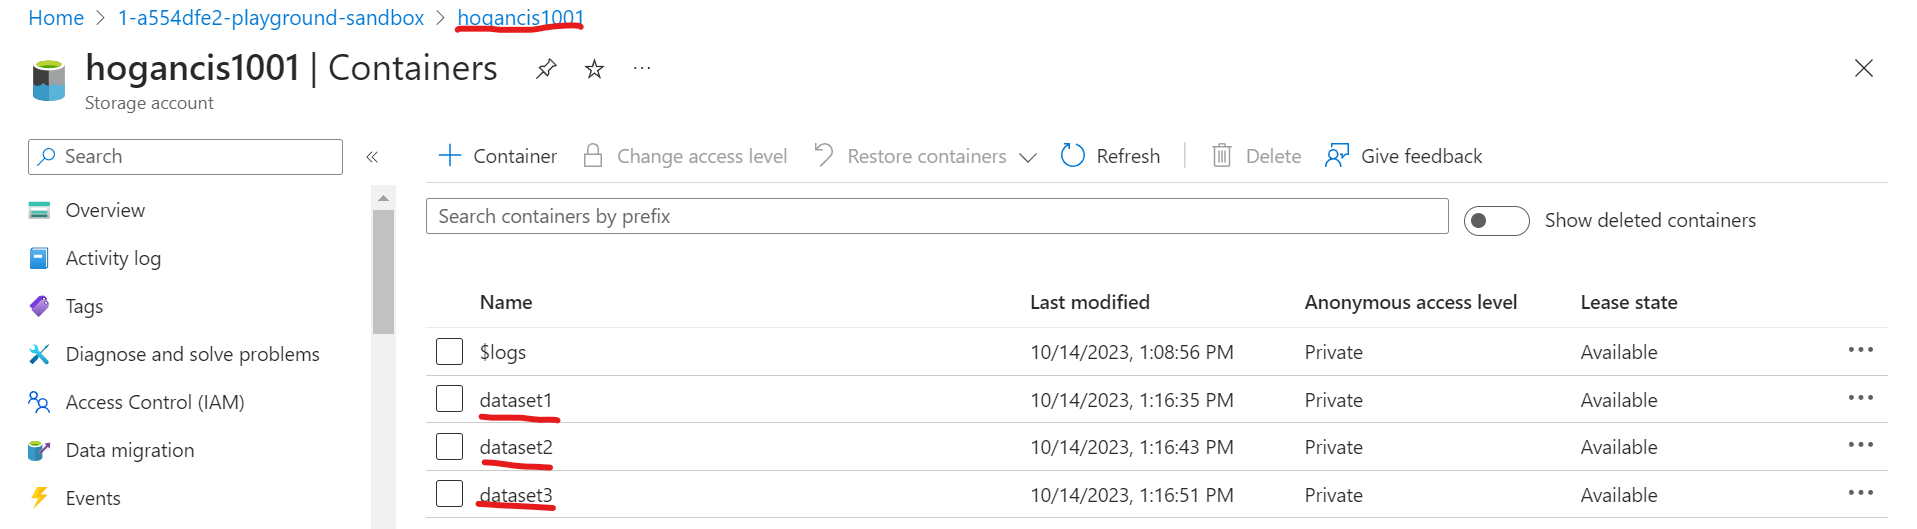 Home > 1-a554dfe2-playground-sandbox > hogancis1001
hogancis1001 | Containers ...
Storage account
Search «
+ Container Change access level Restore containers Refresh Delete Give feedback
Search containers by prefix Show deleted containers
Overview
Activity log
Tags
Diagnose and solve problems
Access Control (IAM)
Data migration
Events
Name Last modified Anonymous access level Lease state
$logs 10/14/2023, 1:08:56 PM Private Available ...
dataset1 10/14/2023, 1:16:35 PM Private Available ...
dataset2 10/14/2023, 1:16:43 PM Private Available ...
dataset3 10/14/2023, 1:16:51 PM Private Available ...